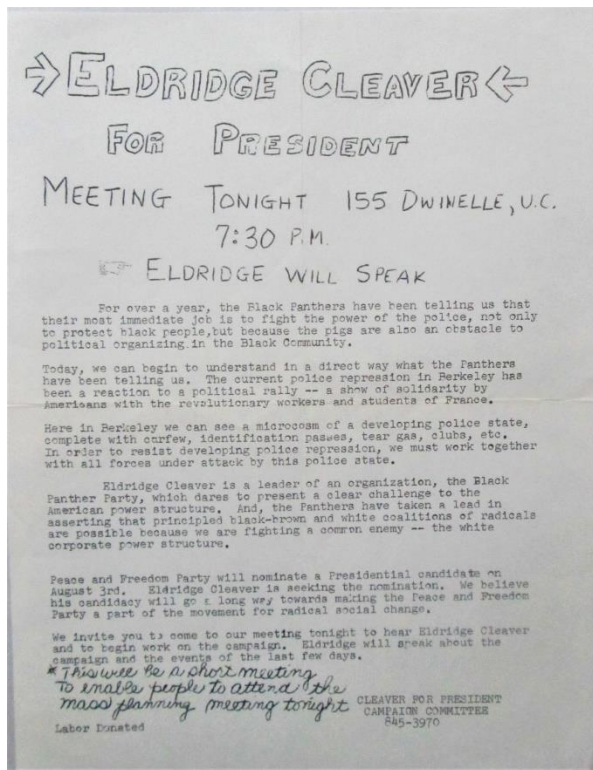 ELDRIDGE CLEAVER
FOR PRESIDENT
MEETING TONIGHT 155 DWINELLE, U.C.
7:30 P.M.
ELDRIDGE WILL SPEAK
For over a year, the Black Panthers have been telling us that
their most immediate job is to fight the power of the police, not only
to protect black people,but because the pigs are also an obstacle to
political organizing in the Black Community.
Today, we can begin to understand in a direct way what the Panthers
have been telling us. The current police repression in Berkeley has
been a reaction to a political rally -- a show of solidarity by
Americans with the revolutionary workers and students of France.
Here in Berkeley we can see a microcosm of a developing police state,
complete with curfew, identification passes, tear gas, clubs, etc.
In order to resist developing police repression, we must work together
with all forces under attack by this police state.
Eldridge Cleaver is a leader of an organization, the Black
Panther Party, which dares to present a clear challenge to the
American power structure. And, the Panthers have taken a lead in
asserting that principled black-brown and white coalitions of radicals
are possible because we are fighting a common enemy -- the white
corporate power structure.
Peace and Freedom Party will nominate a Presidential candidate on
August 3rd. Eldridge Cleaver is seeking the nomination. We believe
his candidacy will go a long way towards making the Peace and Freedom
Party a part of the movement for radical social change.
We invite you to come to our meeting tonight to hear Eldridge Cleaver
and to begin work on the campaign. Eldridge will speak about the
campaign and the events of the last few days.
* This will be a short meeting
to enable people to attend the
mass planning meeting tonight
CLEAVER FOR PRESIDENT
CAMPAIGN COMMITTEE
845-3970
Labor Donated